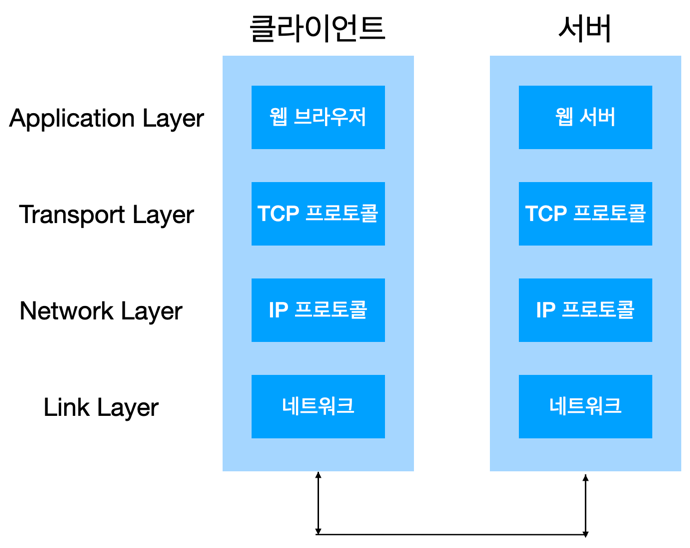 클라이언트
서버
Application Layer
웹 브라우저
웹 서버
Transport Layer
TCP 프로토콜
TCP 프로토콜
Network Layer
IP 프로토콜
IP 프로토콜
Link Layer
네트워크
네트워크